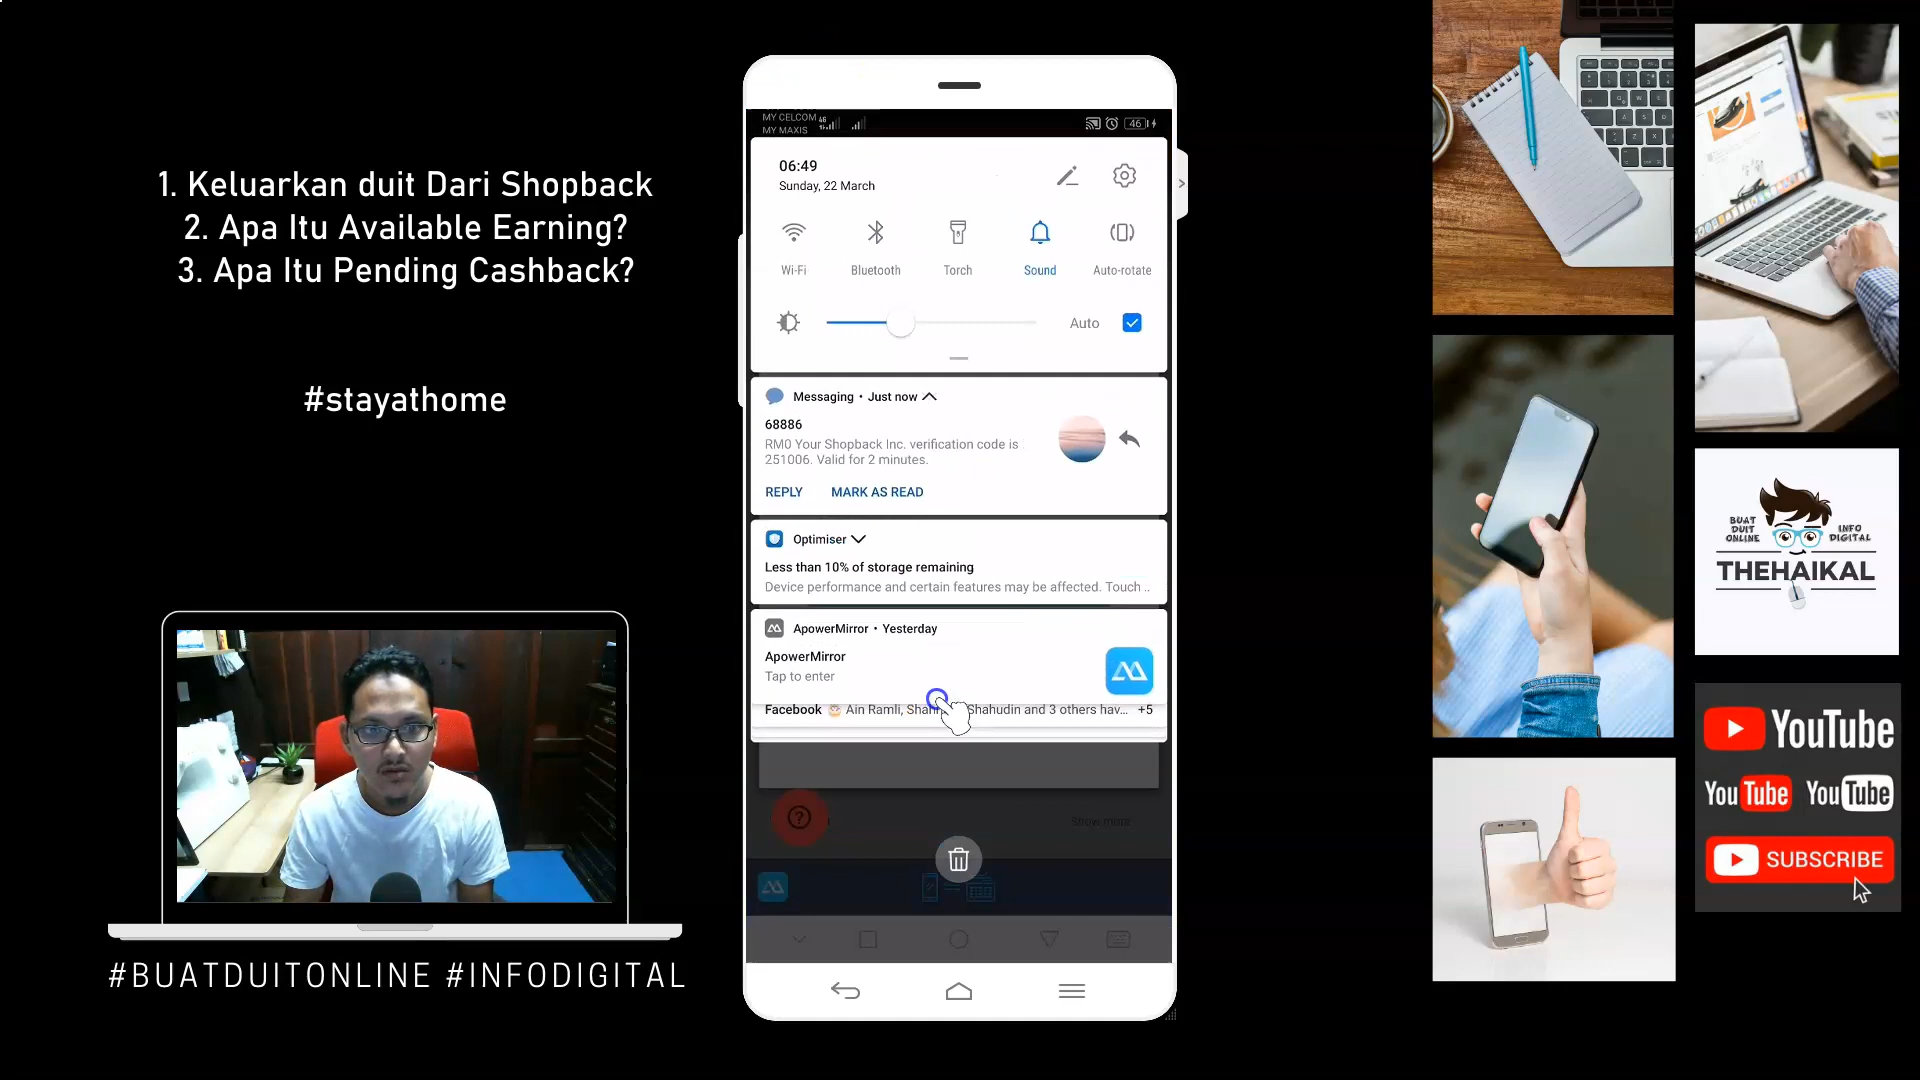 1. Keluarkan duit Dari Shopback
2. Apa Itu Available Earning?
3. Apa Itu Pending Cashback?
#stayathome
#BUATDUITONLINE #INFODIGITAL
MY CELCOM
MY MAXIS
4G
46
06:49
Sunday, 22 March
Wi-Fi
Bluetooth
Torch
Sound
Auto-rotate
Auto
Messaging • Just now
68886
RM0 Your Shopback Inc. verification code is
251006. Valid for 2 minutes.
REPLY
MARK AS READ
Optimiser
Less than 10% of storage remaining
Device performance and certain features may be affected. Touch ..
ApowerMirror • Yesterday
ApowerMirror
Tap to enter
Facebook Ain Ramli, Shahudin and 3 others hav... +5
Show more
BUAT
DUIT
ONLINE
INFO
DIGITAL
THEHAIKAL
YouTube
YouTube
YouTube
SUBSCRIBE